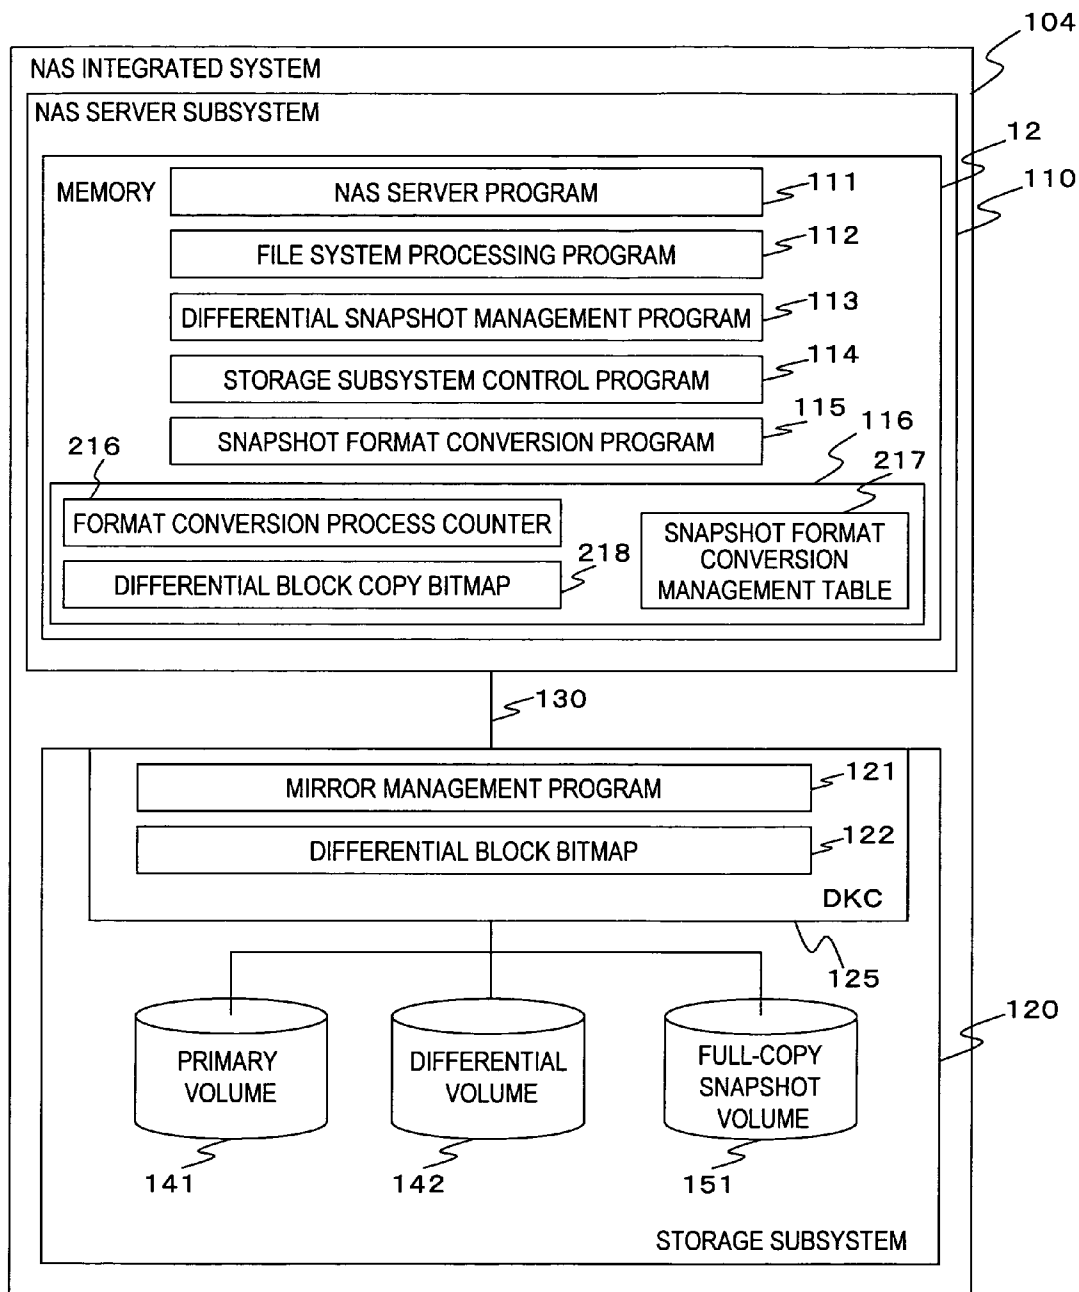 104
NAS INTEGRATED SYSTEM
NAS SERVER SUBSYSTEM
12
110
MEMORY
NAS SERVER PROGRAM
111
FILE SYSTEM PROCESSING PROGRAM
112
DIFFERENTIAL SNAPSHOT MANAGEMENT PROGRAM
113
STORAGE SUBSYSTEM CONTROL PROGRAM
114
SNAPSHOT FORMAT CONVERSION PROGRAM
115
116
216
217
FORMAT CONVERSION PROCESS COUNTER
SNAPSHOT FORMAT
CONVERSION
MANAGEMENT TABLE
218
DIFFERENTIAL BLOCK COPY BITMAP
130
MIRROR MANAGEMENT PROGRAM
121
DIFFERENTIAL BLOCK BITMAP
122
DKC
125
120
PRIMARY
VOLUME
DIFFERENTIAL
VOLUME
FULL-COPY
SNAPSHOT
VOLUME
141
142
151
STORAGE SUBSYSTEM